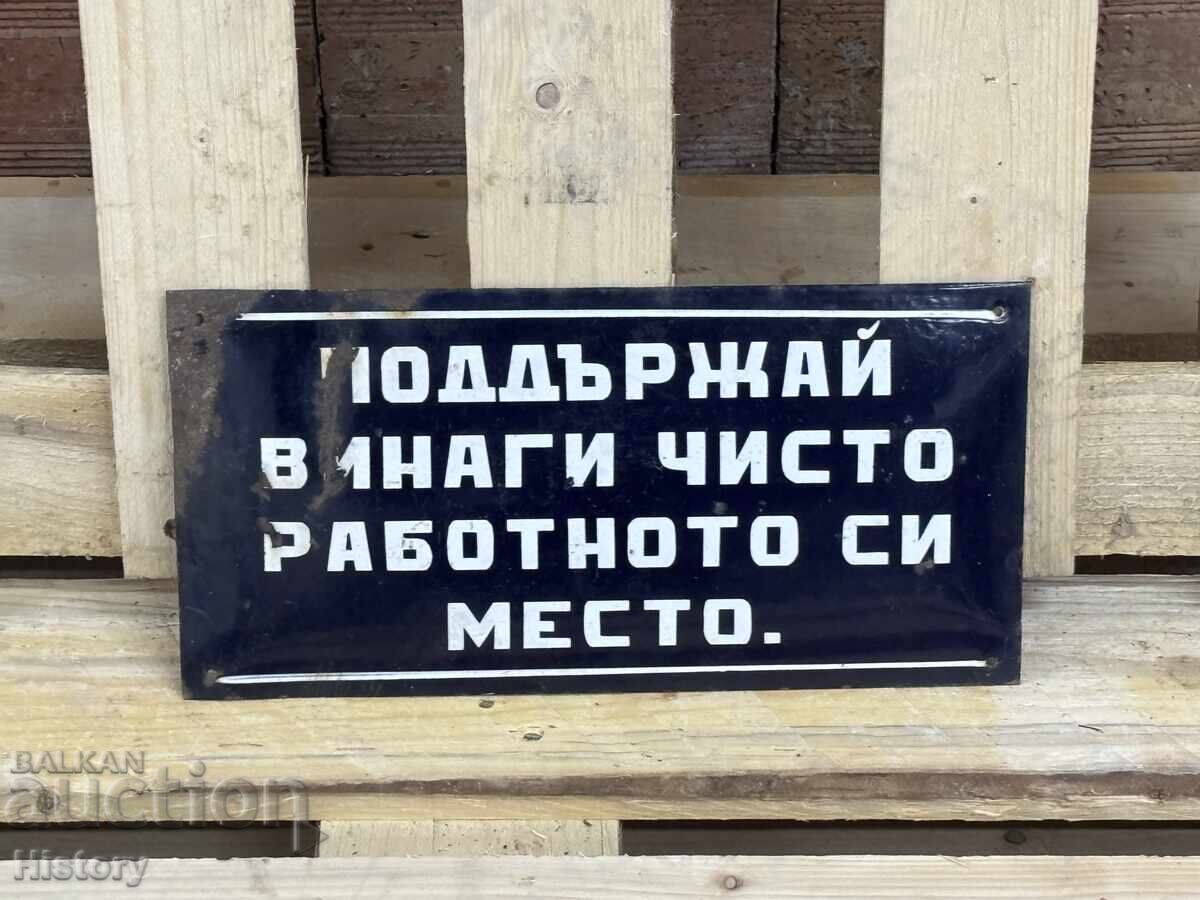 ПОДДЪРЖАЙ
ВИНАГИ ЧИСТО
РАБОТНОТО СИ
МЕСТО.
BALKAN
auction
History